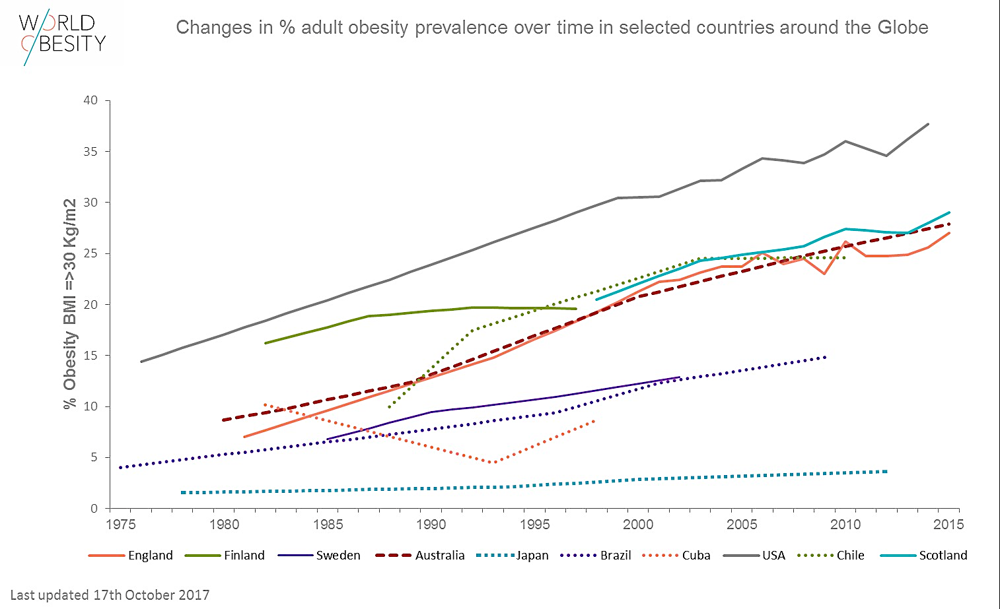 WORLD
OBESITY
Changes in % adult obesity prevalence over time in selected countries around the Globe
% Obesity BMI =>30 Kg/m2
40
35
30
25
20
15
10
5
0
1975 1980 1985 1990 1995 2000 2005 2010 2015
England Finland Sweden Australia Japan Brazil Cuba USA Chile Scotland
Last updated 17th October 2017